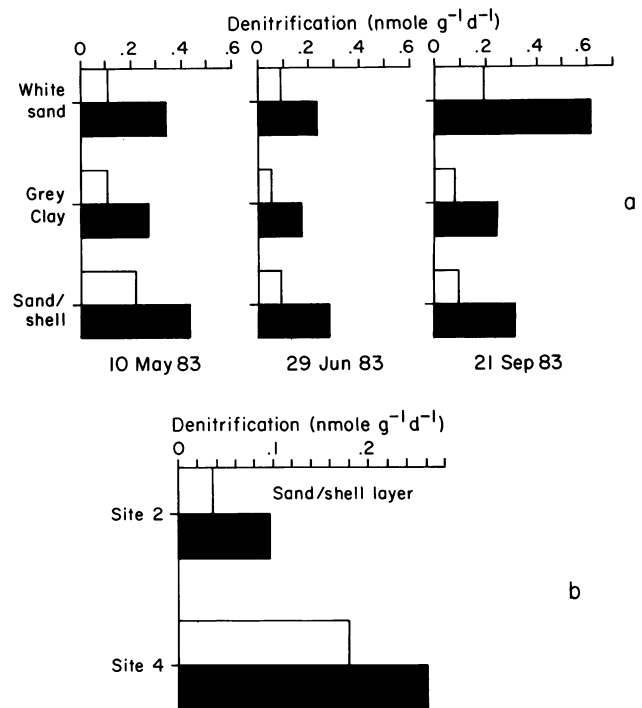 Denitrification (nmole g⁻¹ d⁻¹)
0 .2 .4 .6 0 .2 .4 .6 0 .2 .4 .6
White
sand
Grey
Clay
Sand/
shell
a
10 May 83 29 Jun 83 21 Sep 83
Denitrification (nmole g⁻¹ d⁻¹)
0 .1 .2
Sand/shell layer
Site 2
b
Site 4